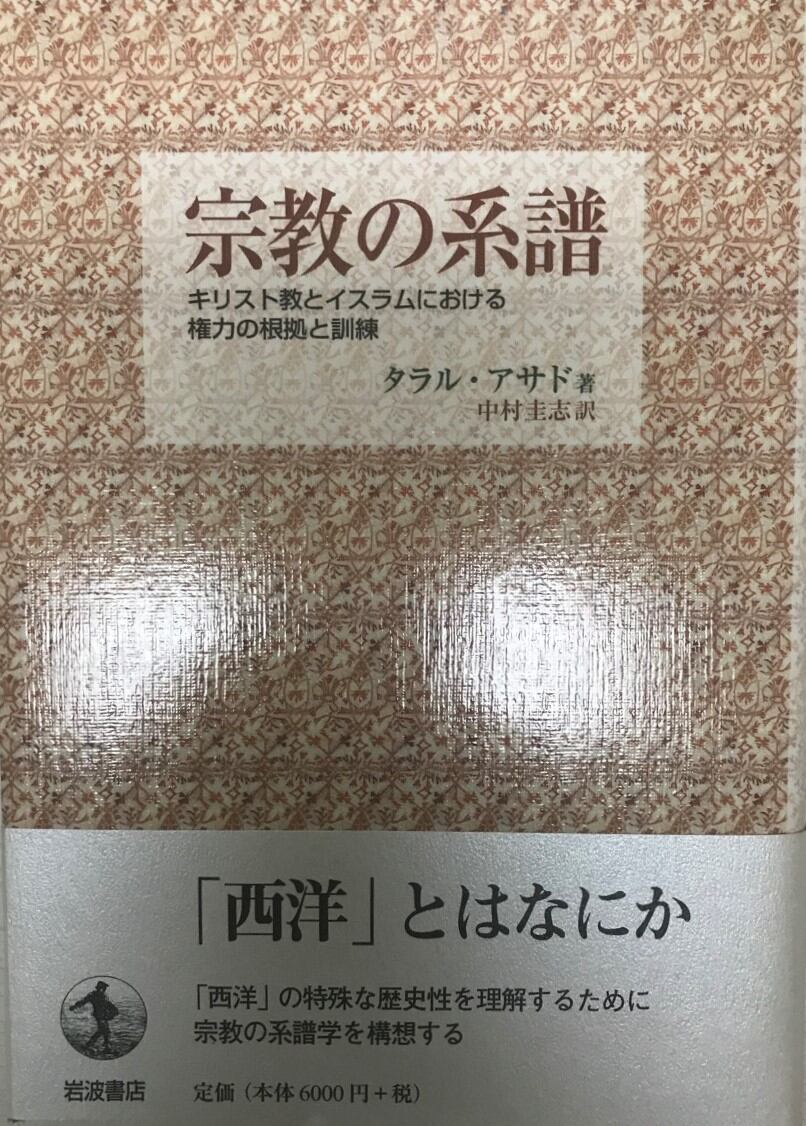 宗教の系譜
キリスト教とイスラムにおける
権力の根拠と訓練
タラル・アサド 著
中村圭志 訳
「西洋」とはなにか
「西洋」の特殊な歴史性を理解するために
宗教の系譜学を構想する
岩波書店
定価（本体6000円＋税）